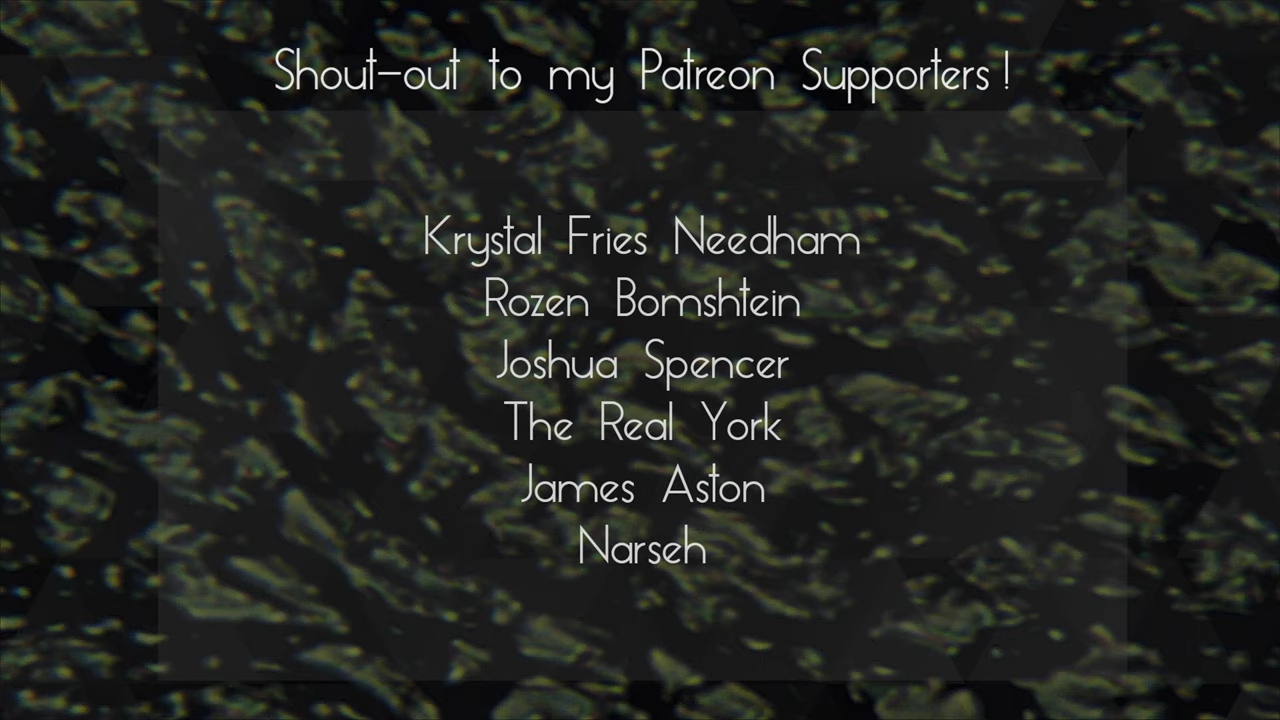 Shout-out to my Patreon Supporters!
Krystal Fries Needham
Rozen Bomshtein
Joshua Spencer
The Real York
James Aston
Narseh